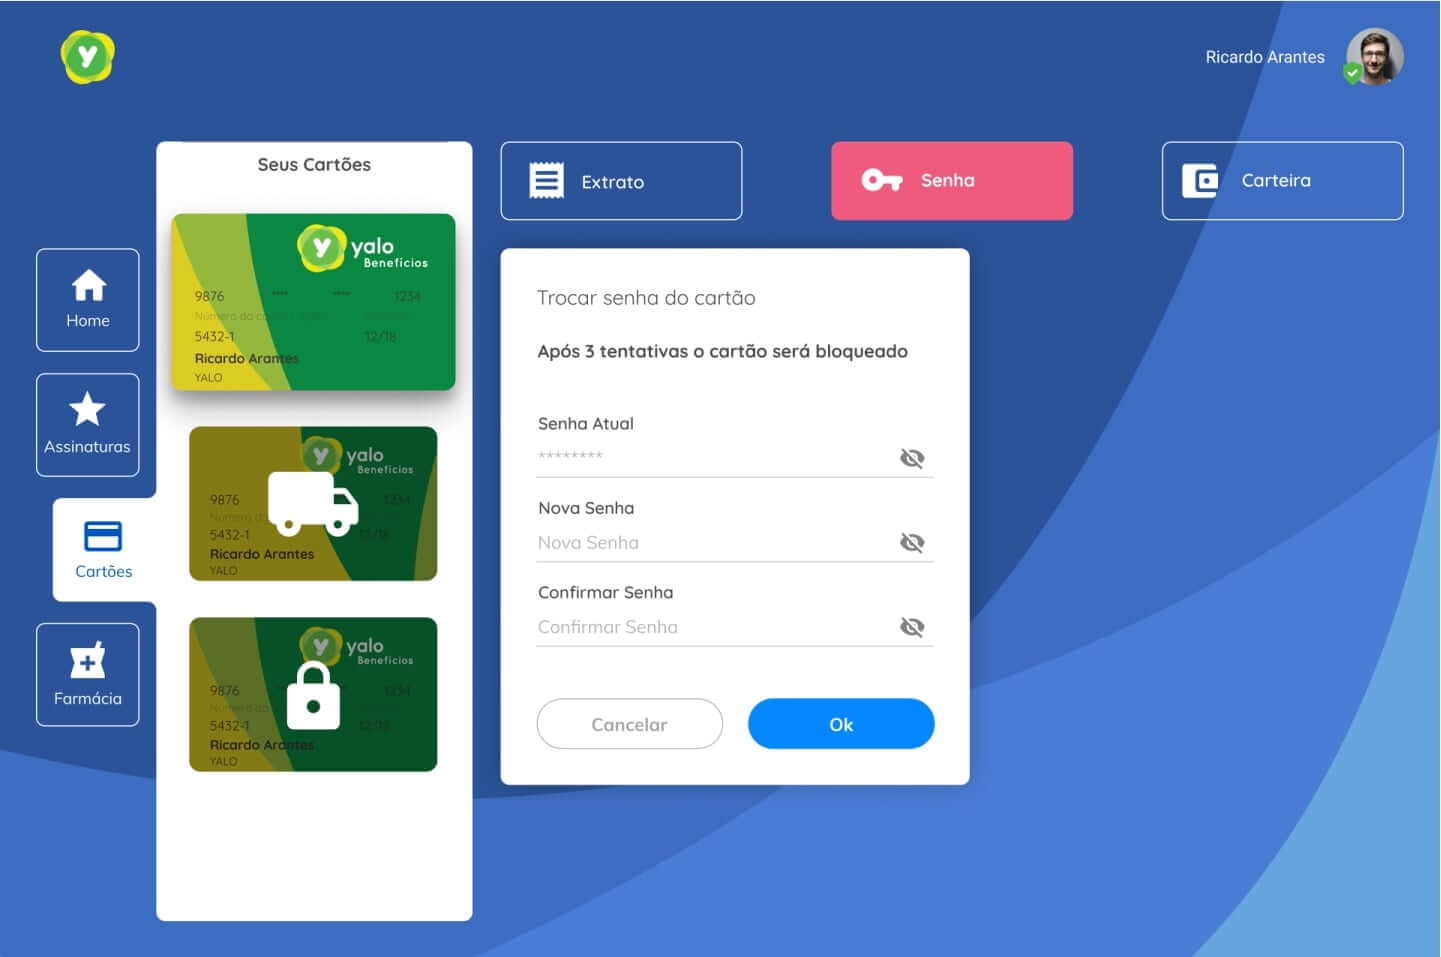 y
Ricardo Arantes
Seus Cartões
Extrato
Senha
Carteira
Home
Assinaturas
Cartões
Farmácia
y yalo
Benefícios
9876 **** **** 1234
Número do
5432-1 12/18
Ricardo Arantes
YALO
y yalo
Benefícios
9876 1234
Número do
5432-1 12/18
Ricardo Arantes
YALO
y yalo
Benefícios
9876 1234
Número do
5432-1 12/18
Ricardo Arantes
YALO
Trocar senha do cartão
Após 3 tentativas o cartão será bloqueado
Senha Atual
********
Nova Senha
Nova Senha
Confirmar Senha
Confirmar Senha
Cancelar
Ok